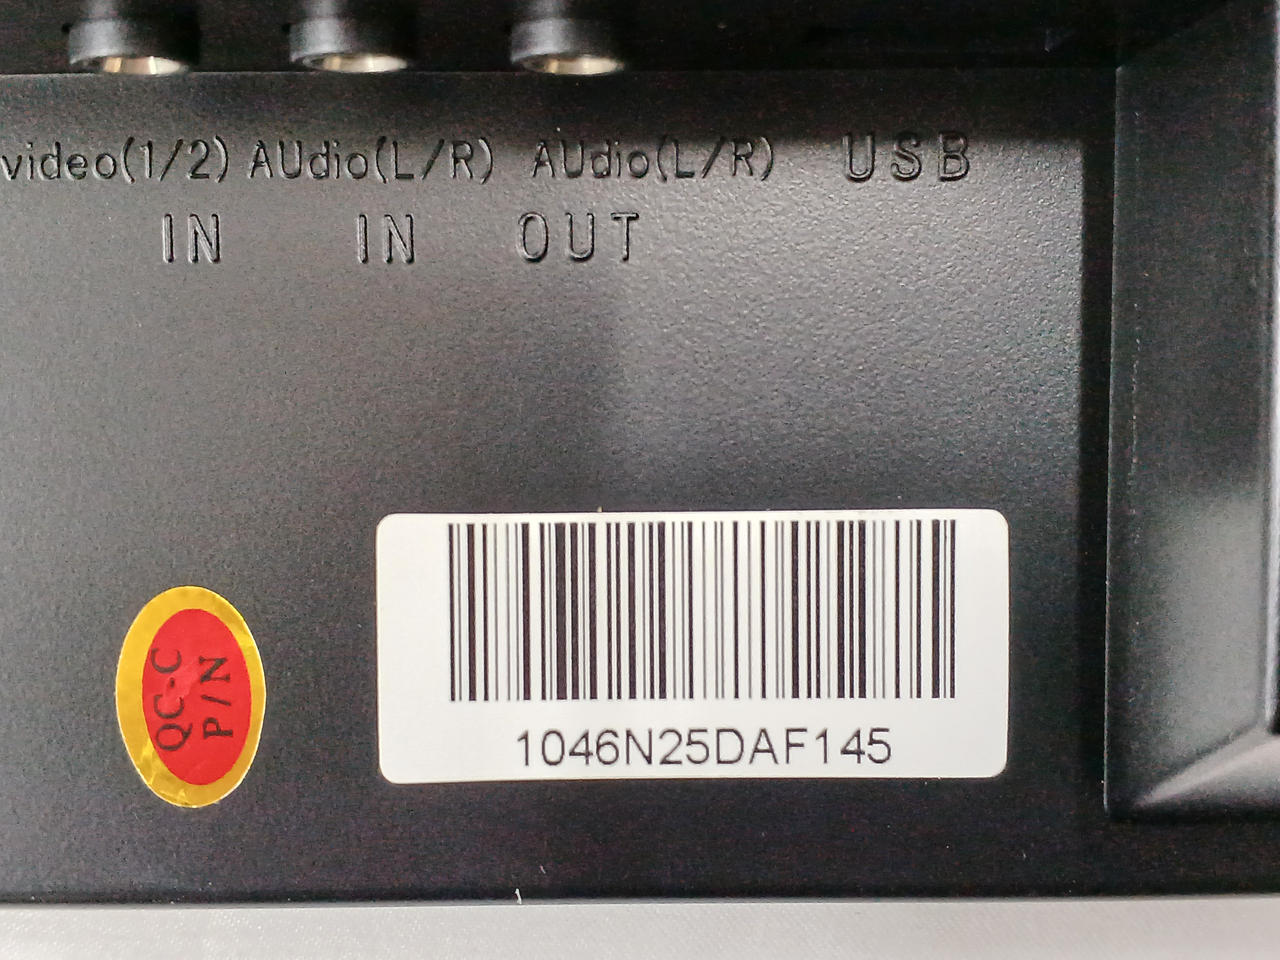 video(1/2) AUdio(L/R) AUdio(L/R) USB
IN IN OUT
QC-C
P/N
1046N25DAF145